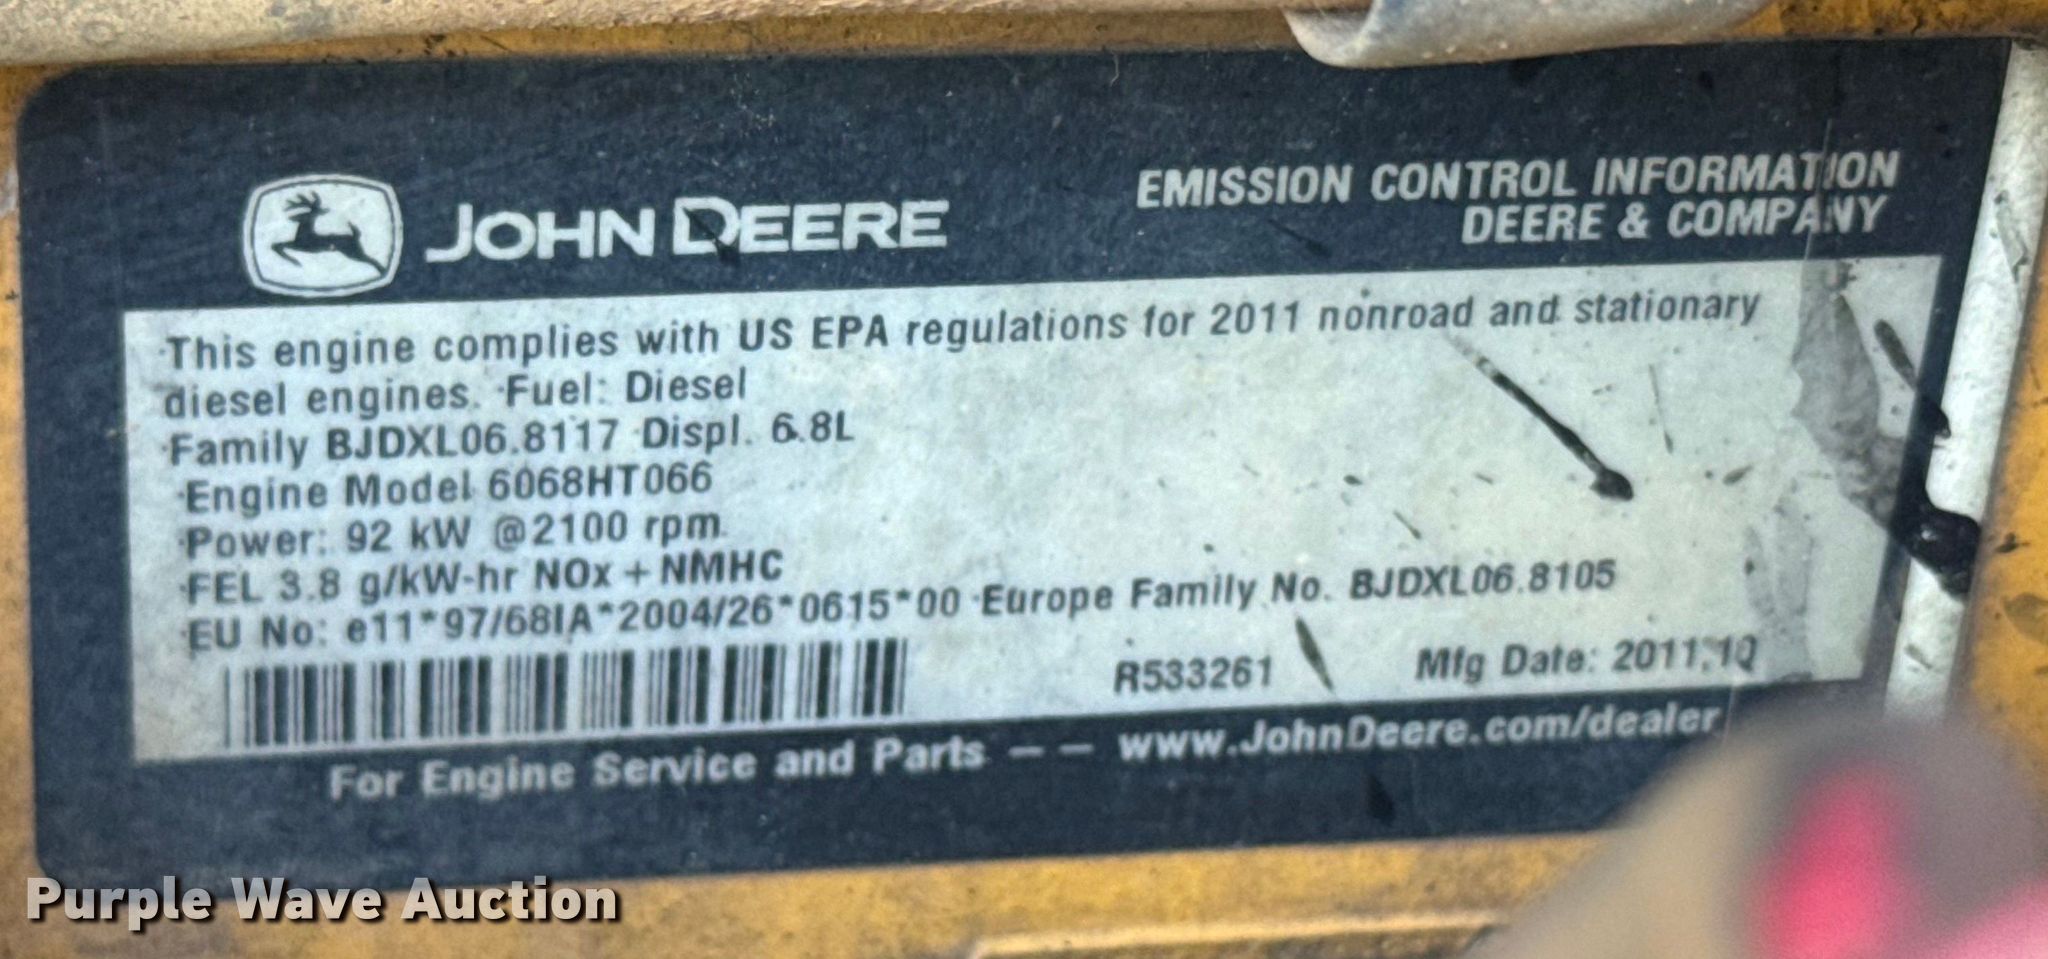 JOHN DEERE
EMISSION CONTROL INFORMATION
DEERE & COMPANY
This engine complies with US EPA regulations for 2011 nonroad and stationary
diesel engines. Fuel: Diesel
Family BJDXL06.8117 Displ. 6.8L
Engine Model 6068HT066
Power: 92 kW @2100 rpm
FEL 3.8 g/kW-hr NOx + NMHC
EU No: e11*97/68IA*2004/26*0615*00 Europe Family No. BJDXL06.8105
R533261 Mfg Date: 2011,1Q
For Engine Service and Parts -- www.JohnDeere.com/dealer
Purple Wave Auction